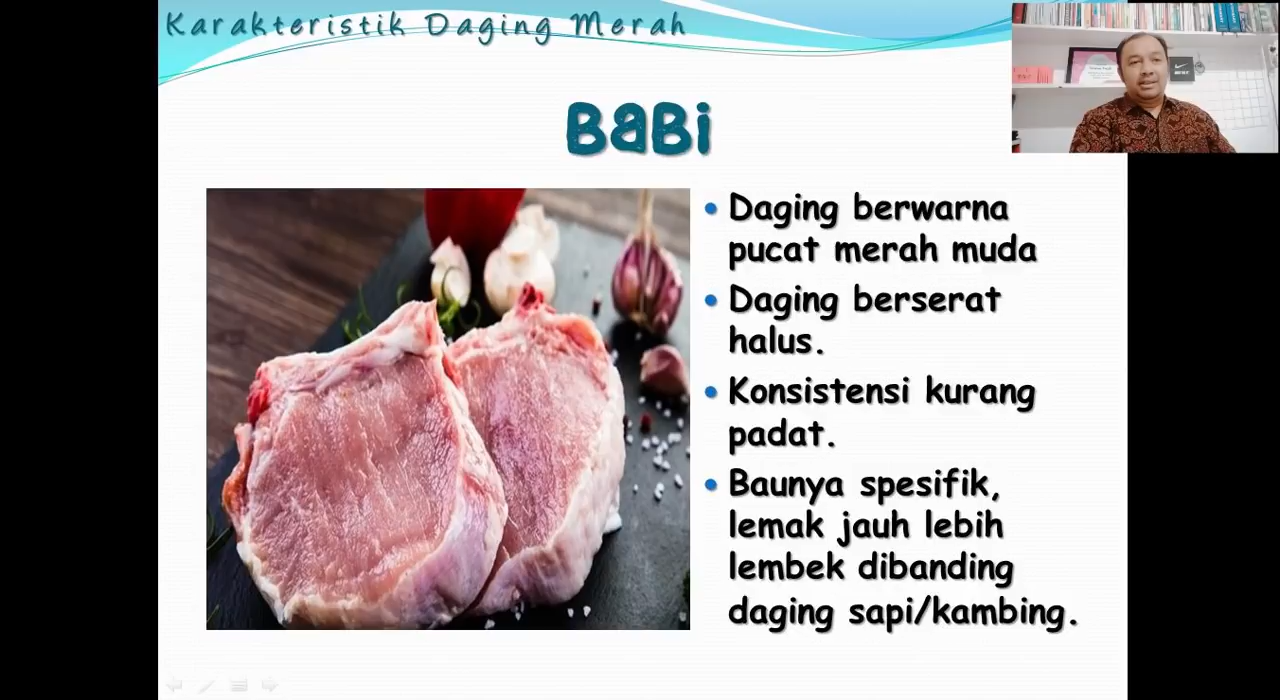 Karakteristik Daging Merah
BaBi
• Daging berwarna
pucat merah muda
• Daging berserat
halus.
• Konsistensi kurang
padat.
• Baunya spesifik,
lemak jauh lebih
lembek dibanding
daging sapi/kambing.